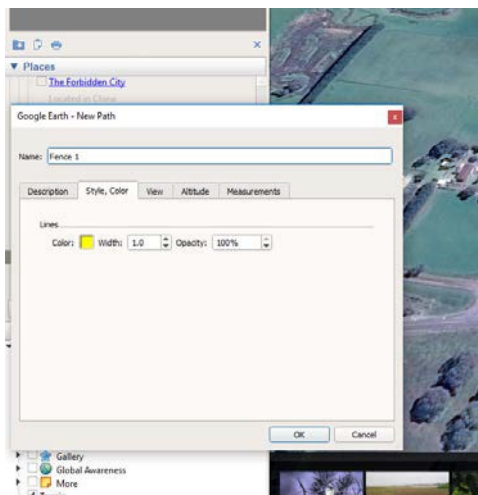 Places
The Forbidden City
Located in China
Google Earth - New Path
Name: Fence 1
Description Style, Color View Altitude Measurements
Lines
Color: Width: 1.0 Opacity: 100%
OK Cancel
Gallery
Global Awareness
More